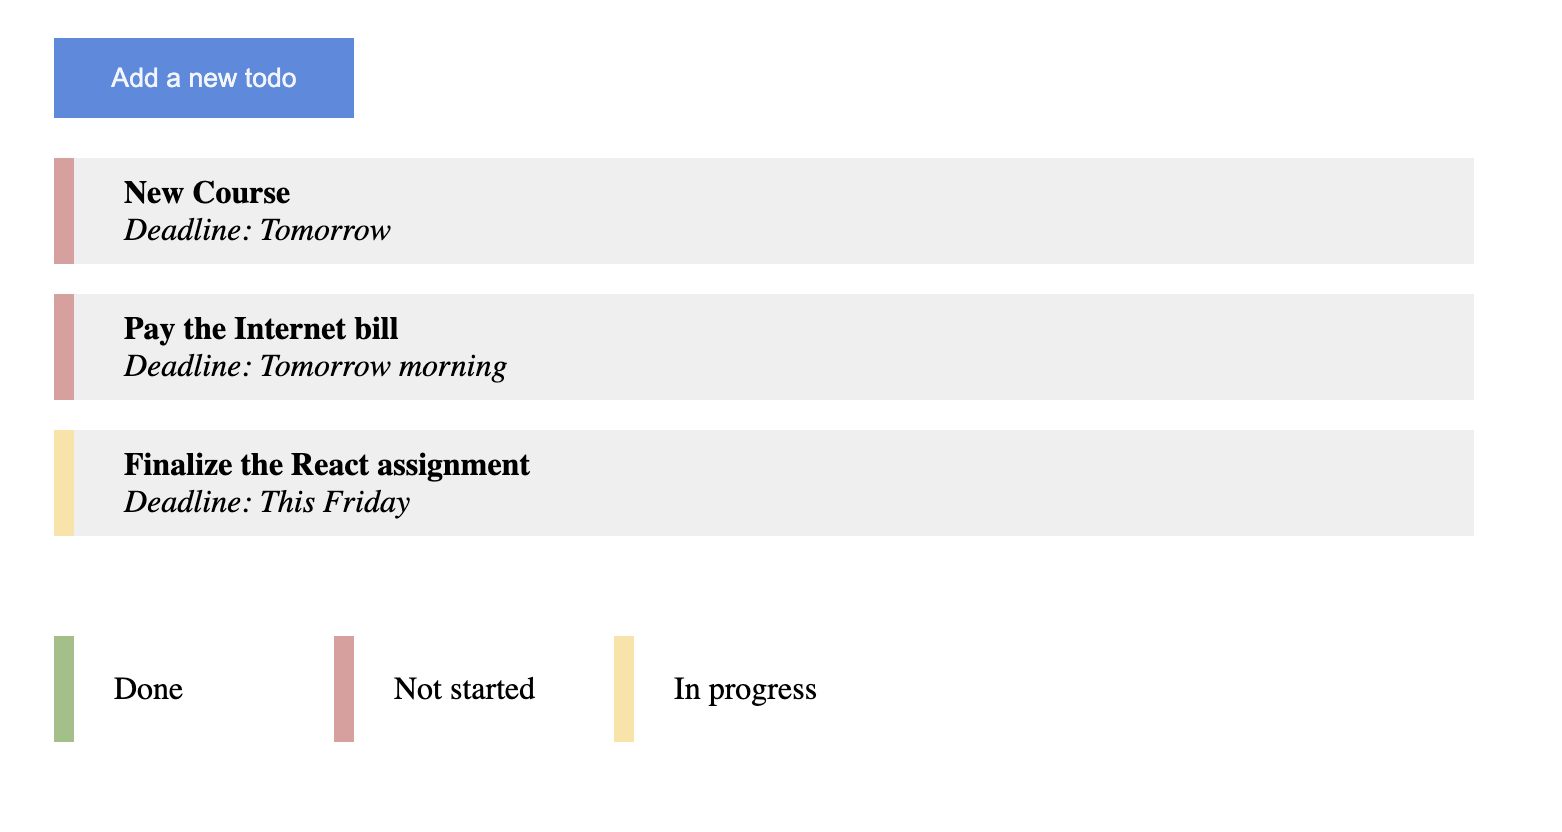 Add a new todo
New Course
Deadline: Tomorrow
Pay the Internet bill
Deadline: Tomorrow morning
Finalize the React assignment
Deadline: This Friday
Done
Not started
In progress